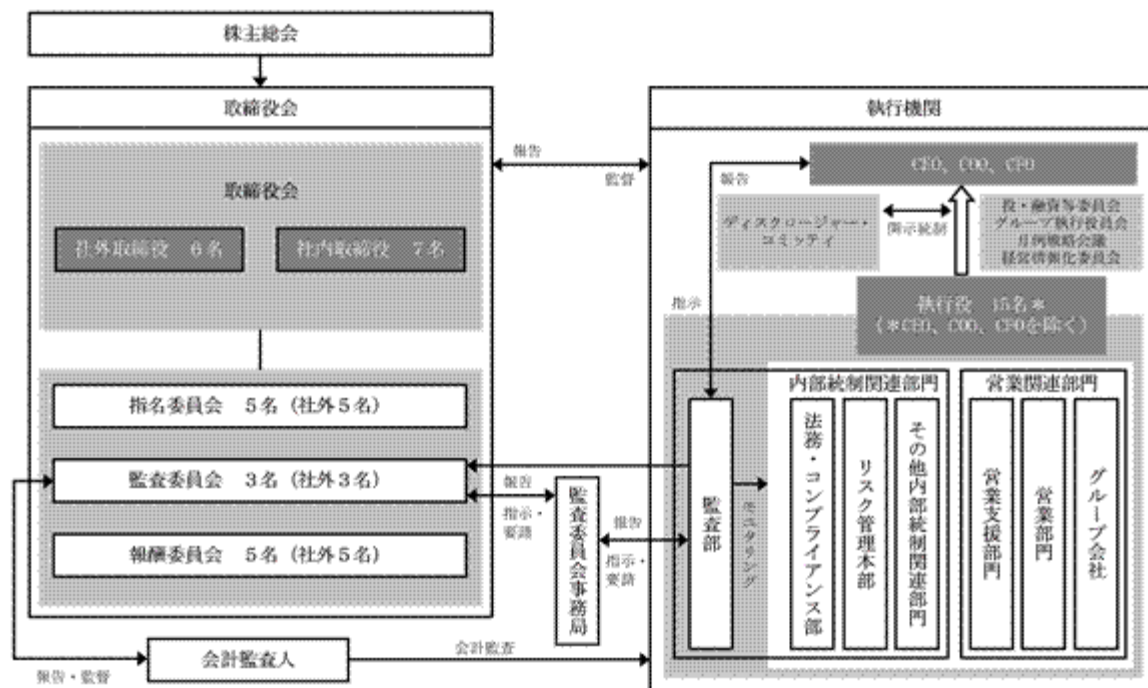 株主総会
取締役会
取締役会
社外取締役 6名
社内取締役 7名
指名委員会 5名（社外5名）
監査委員会 3名（社外3名）
報酬委員会 5名（社外5名）
会計監査人
報告・監督
会計監査
報告
監督
報告
指示・
要請
監査委員会事務局
報告
指示・
要請
執行機関
CEO、COO、CFO
報告
指示
ディスクロージャー・
コミッティ
開示統制
投・融資等委員会
グループ執行役員会
月例戦略会議
経営情報化委員会
執行役 15名＊
（＊CEO、COO、CFOを除く）
監査部
モニタリング
内部統制関連部門
法務・コンプライアンス部
リスク管理本部
その他内部統制関連部門
営業関連部門
営業支援部門
営業部門
グループ会社